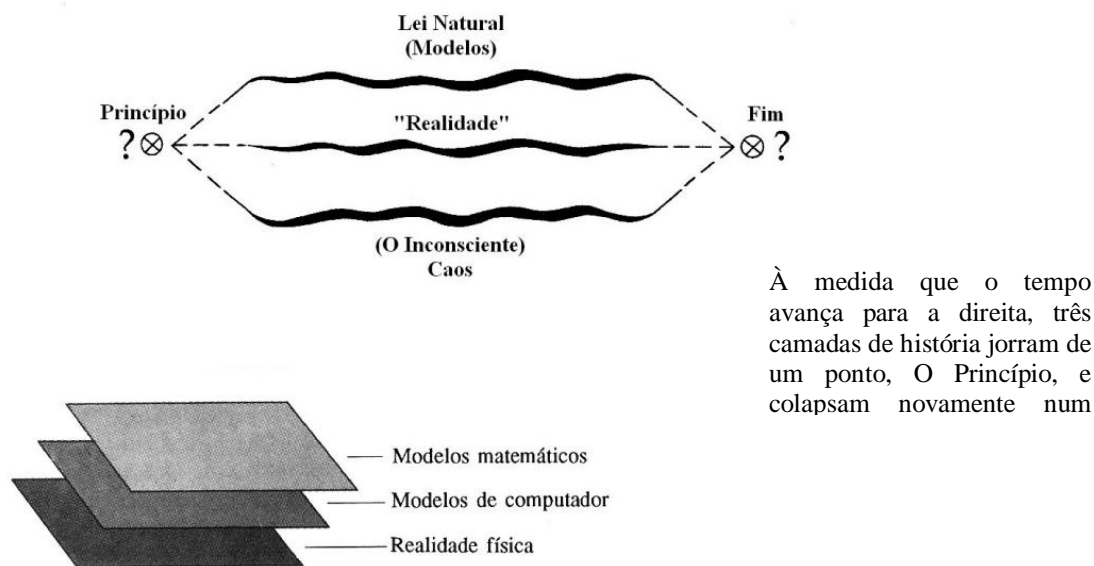 Lei Natural
(Modelos)
Princípio
"Realidade"
Fim
? ?
(O Inconsciente)
Caos
À medida que o tempo
avança para a direita, três
camadas de história jorram de
um ponto, O Princípio, e
colapsam novamente num
Modelos matemáticos
Modelos de computador
Realidade física